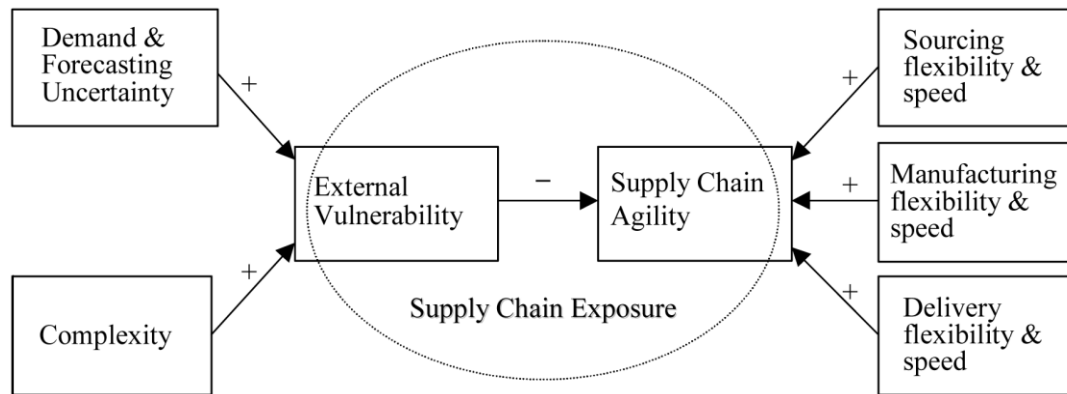 Demand &
Forecasting
Uncertainty
+
Complexity
+
External
Vulnerability
−
Supply Chain
Agility
Supply Chain Exposure
Sourcing
flexibility &
speed
+
Manufacturing
flexibility &
speed
+
Delivery
flexibility &
speed
+